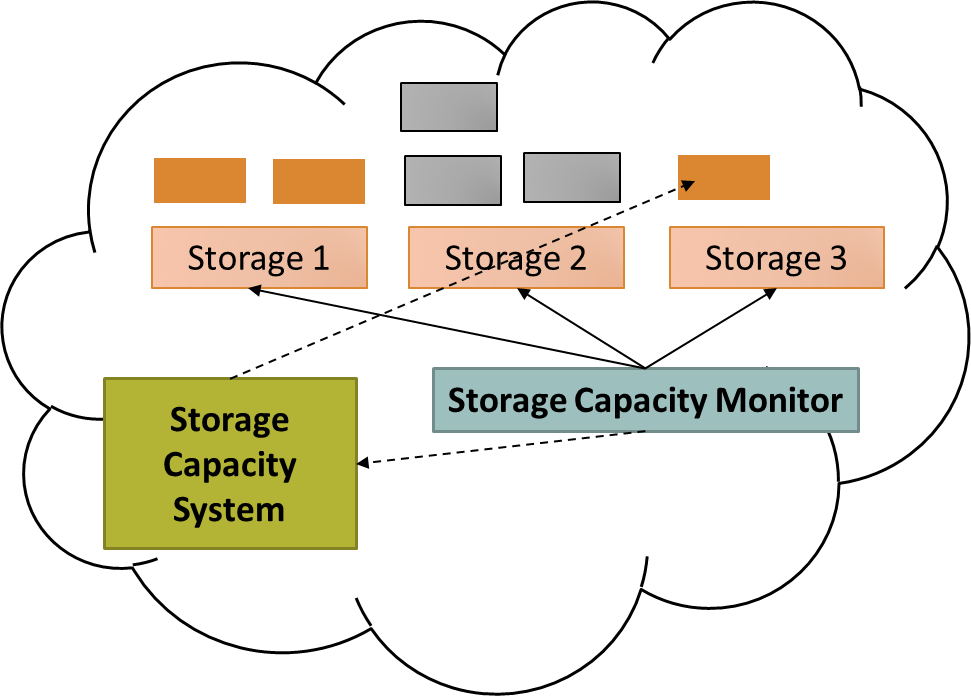 Storage 1
Storage 2
Storage 3
Storage Capacity Monitor
Storage
Capacity
System